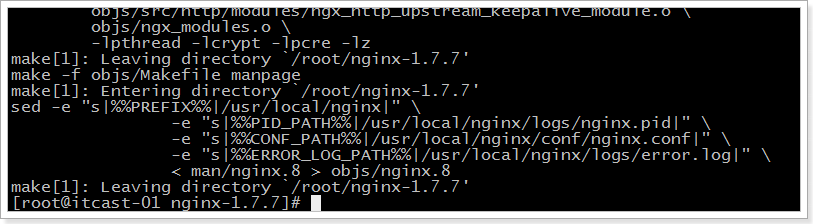 objs/src/http/modules/ngx_http_upstream_keepalive_module.o \
objs/ngx_modules.o \
-lpthread -lcrypt -lpcre -lz
make[1]: Leaving directory `/root/nginx-1.7.7'
make -f objs/Makefile manpage
make[1]: Entering directory `/root/nginx-1.7.7'
sed -e "s|%%PREFIX%%|/usr/local/nginx|" \
-e "s|%%PID_PATH%%|/usr/local/nginx/logs/nginx.pid|" \
-e "s|%%CONF_PATH%%|/usr/local/nginx/conf/nginx.conf|" \
-e "s|%%ERROR_LOG_PATH%%|/usr/local/nginx/logs/error.log|" \
< man/nginx.8 > objs/nginx.8
make[1]: Leaving directory `/root/nginx-1.7.7'
[root@itcast-01 nginx-1.7.7]#